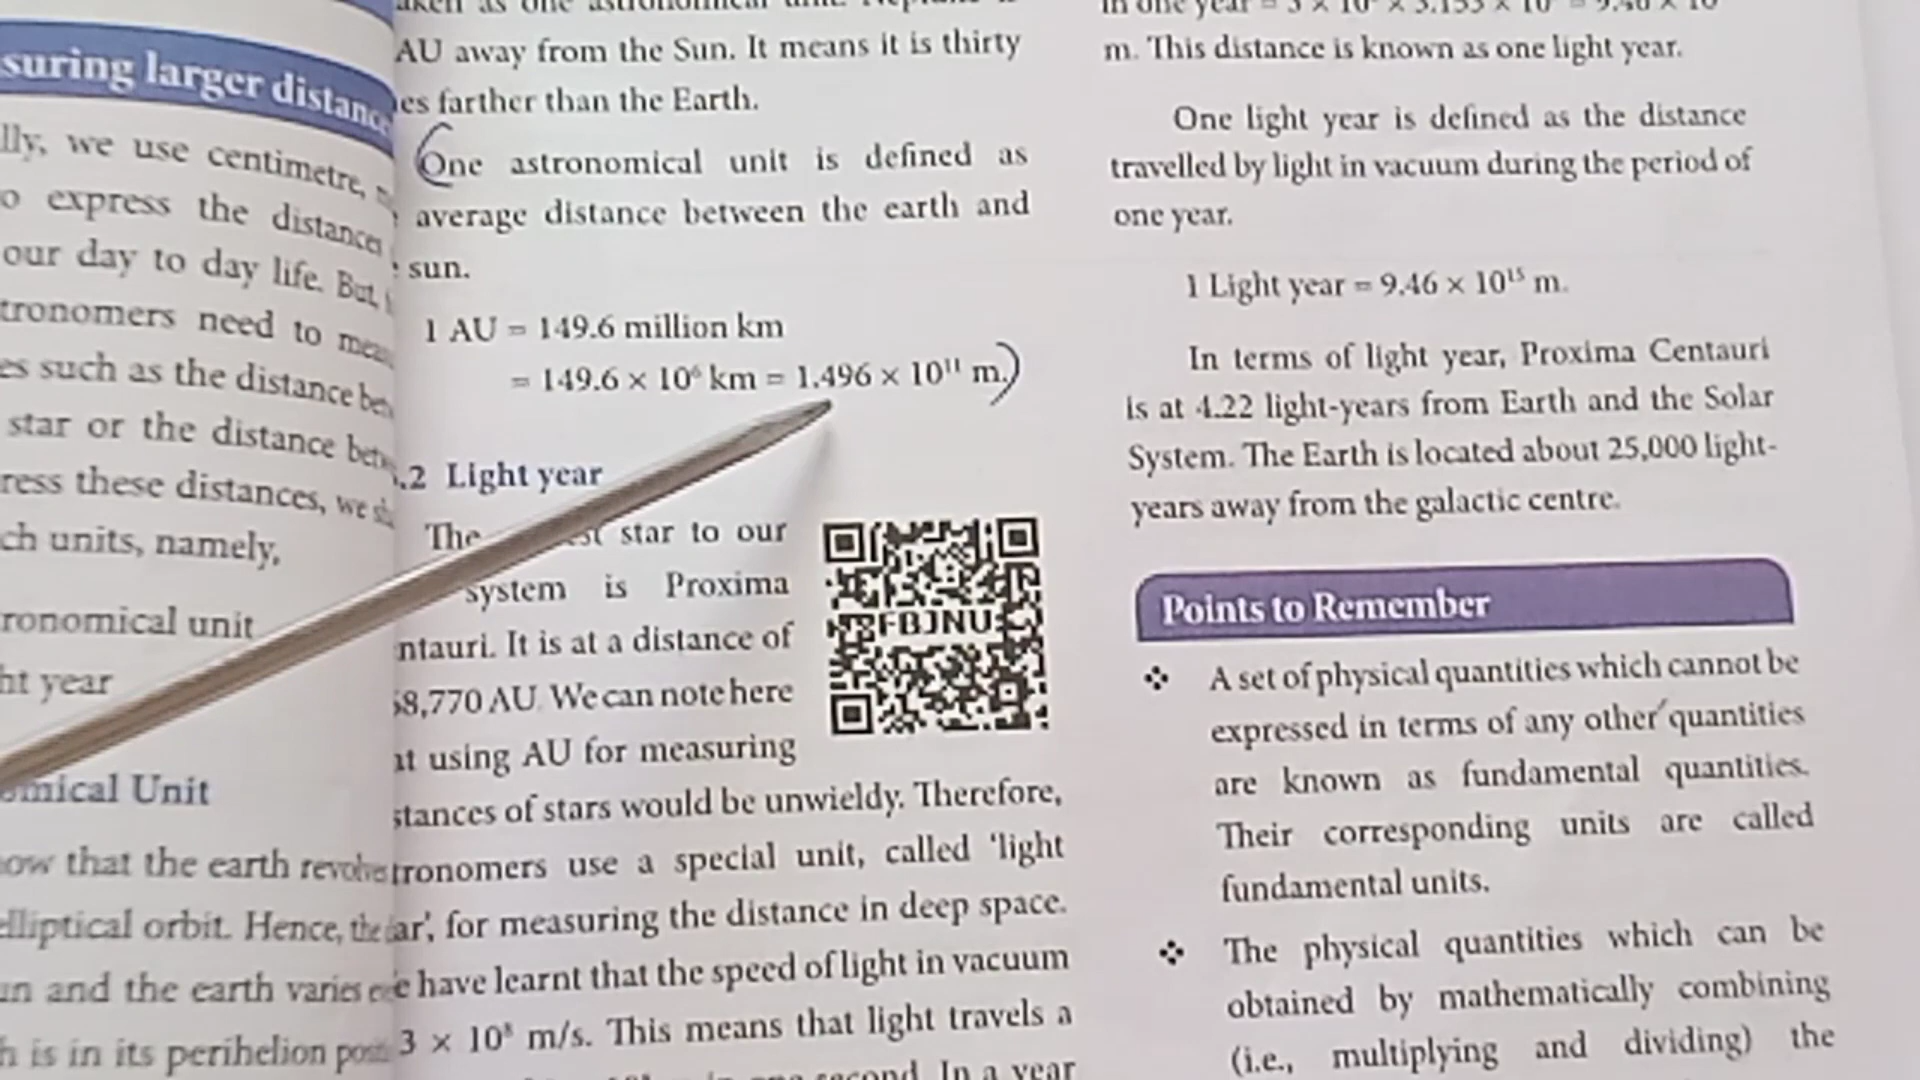 suring larger distanc
lly, we use centimetre,
o express the distances
our day to day life. But,
tronomers need to
es such as the distance
star or the distance
ress these distances, we
ch units, namely,
ronomical unit
ht year
omical Unit
ow that the earth
elliptical orbit. Hence, the
un and the earth varies
h is in its perihelion
AU away from the Sun. It means it is thirty
es farther than the Earth.
One astronomical unit is defined as
average distance between the earth and
sun.
1 AU = 149.6 million km
= 149.6 × 10⁶ km = 1.496 × 10¹¹ m.
.2 Light year
The star to our
system is Proxima
ntauri. It is at a distance of
68,770 AU. We can note here
at using AU for measuring
stances of stars would be unwieldy. Therefore,
tronomers use a special unit, called ‘light
ar’, for measuring the distance in deep space.
e have learnt that the speed of light in vacuum
3 × 10⁸ m/s. This means that light travels a
in one second. In a year
FBJNU
m. This distance is known as one light year.
One light year is defined as the distance
travelled by light in vacuum during the period of
one year.
1 Light year = 9.46 × 10¹⁵ m.
In terms of light year, Proxima Centauri
is at 4.22 light-years from Earth and the Solar
System. The Earth is located about 25,000 light-
years away from the galactic centre.
Points to Remember
❖ A set of physical quantities which cannot be
expressed in terms of any other quantities
are known as fundamental quantities.
Their corresponding units are called
fundamental units.
❖ The physical quantities which can be
obtained by mathematically combining
(i.e., multiplying and dividing) the